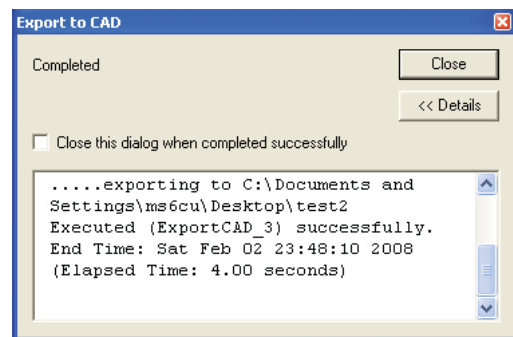 Export to CAD
Completed
Close
<< Details
Close this dialog when completed successfully
.....exporting to C:\Documents and
Settings\ms6cu\Desktop\test2
Executed (ExportCAD_3) successfully.
End Time: Sat Feb 02 23:48:10 2008
(Elapsed Time: 4.00 seconds)